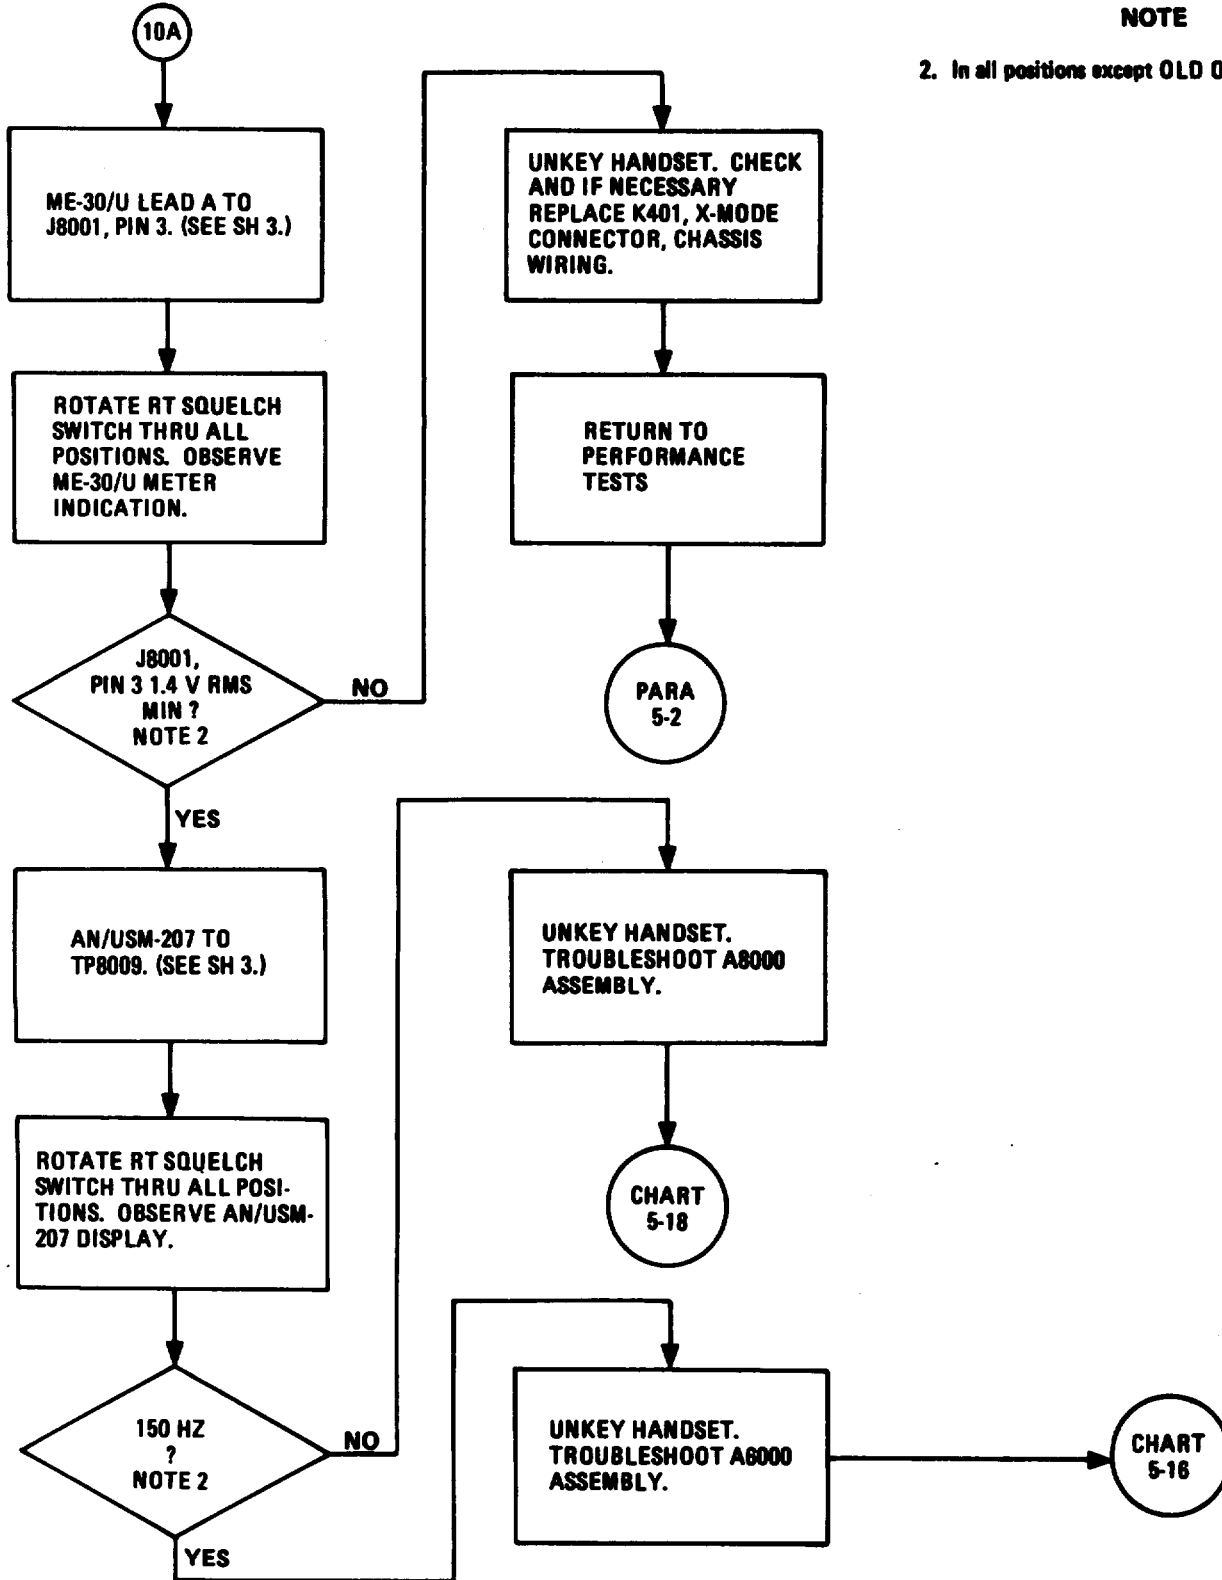 10A
NOTE
2. In all positions except OLD
ME-30/U LEAD A TO
J8001, PIN 3. (SEE SH 3.)
UNKEY HANDSET. CHECK
AND IF NECESSARY
REPLACE K401, X-MODE
CONNECTOR, CHASSIS
WIRING.
ROTATE RT SQUELCH
SWITCH THRU ALL
POSITIONS. OBSERVE
ME-30/U METER
INDICATION.
RETURN TO
PERFORMANCE
TESTS
J8001,
PIN 3 1.4 V RMS
MIN ?
NOTE 2
NO
PARA
5-2
YES
AN/USM-207 TO
TP8009. (SEE SH 3.)
UNKEY HANDSET.
TROUBLESHOOT A8000
ASSEMBLY.
ROTATE RT SQUELCH
SWITCH THRU ALL POSI-
TIONS. OBSERVE AN/USM-
207 DISPLAY.
CHART
5-18
150 HZ
?
NOTE 2
NO
UNKEY HANDSET.
TROUBLESHOOT A6000
ASSEMBLY.
CHART
5-16
YES